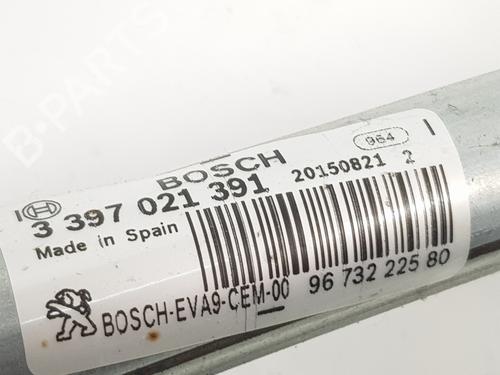 BOSCH
964
I
3 397 021 391
20150821 2
Made in Spain
BOSCH-EVA9-CEM-00
96 732 225 80
B-PARTS